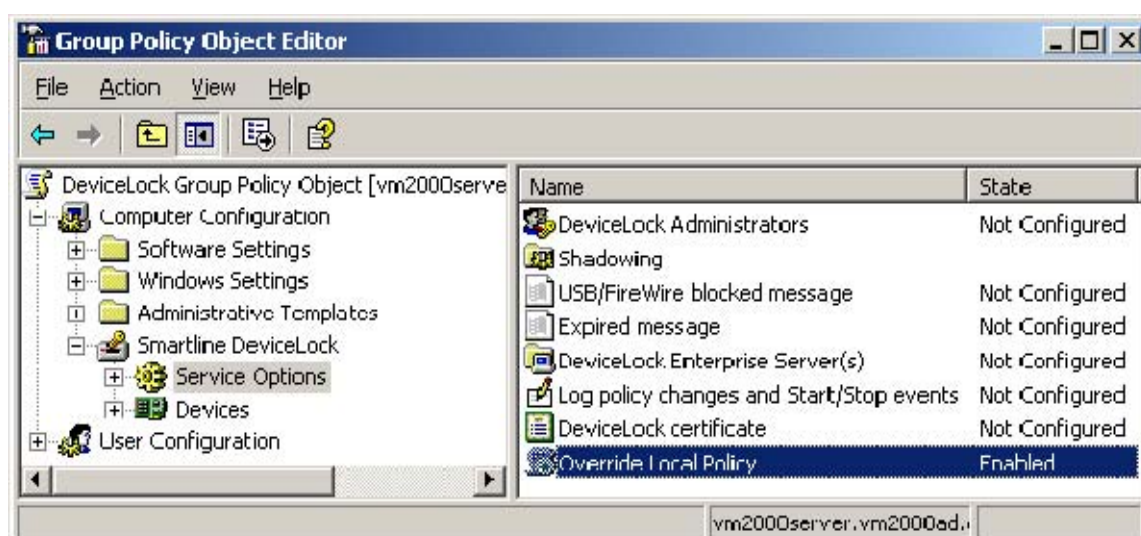 Group Policy Object Editor
File Action View Help
DeviceLock Group Policy Object [vm2000serve
Computer Configuration
Software Settings
Windows Settings
Administrative Templates
Smartline DeviceLock
Service Options
Devices
User Configuration
Name State
DeviceLock Administrators Not Configured
Shadowing
USB/FireWire blocked message Not Configured
Expired message Not Configured
DeviceLock Enterprise Server(s) Not Configured
Log policy changes and Start/Stop events Not Configured
DeviceLock certificate Not Configured
Override Local Policy Enabled
vm2000server.vm2000ad.